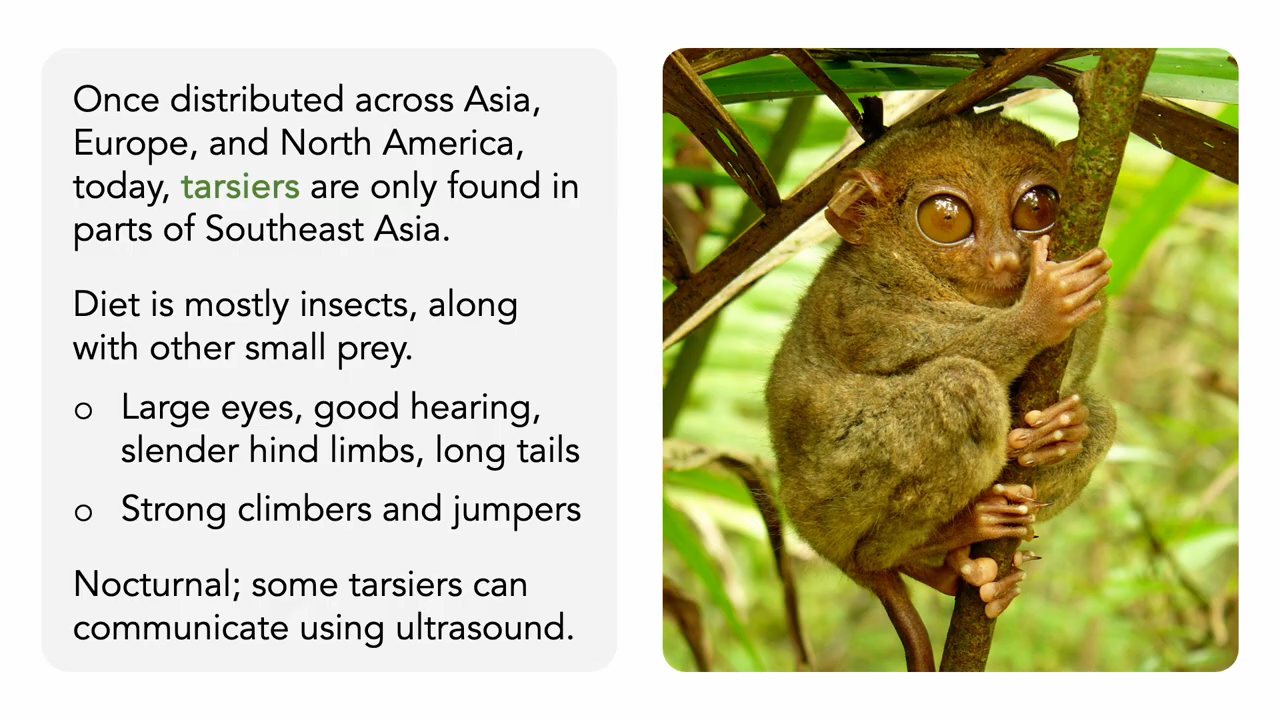 Once distributed across Asia,
Europe, and North America,
today, tarsiers are only found in
parts of Southeast Asia.
Diet is mostly insects, along
with other small prey.
o Large eyes, good hearing,
slender hind limbs, long tails
o Strong climbers and jumpers
Nocturnal; some tarsiers can
communicate using ultrasound.